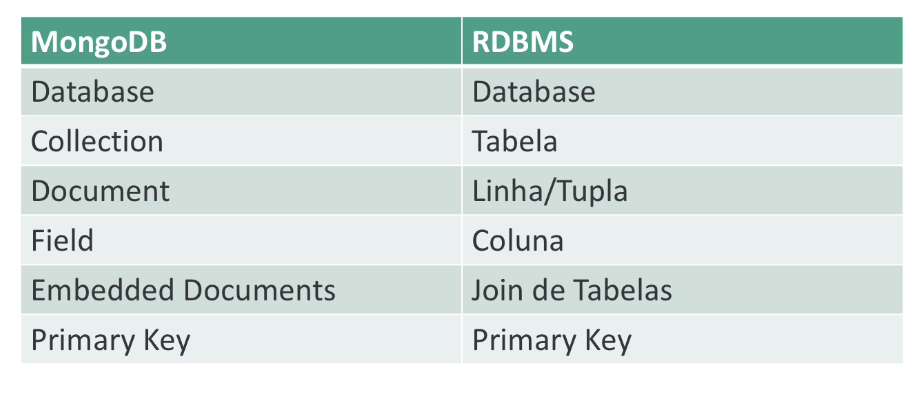 MongoDB RDBMS
Database Database
Collection Tabela
Document Linha/Tupla
Field Coluna
Embedded Documents Join de Tabelas
Primary Key Primary Key